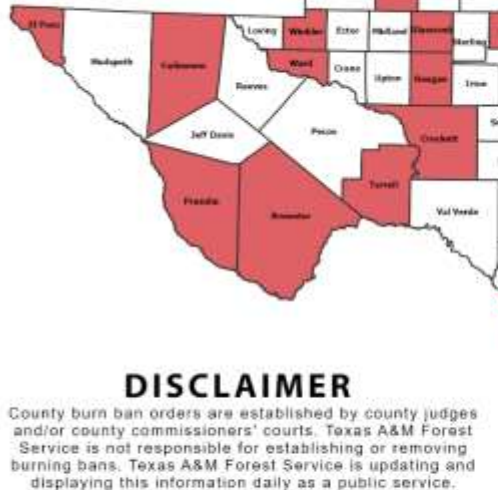 El Paso
Hudspeth
Culberson
Loving
Winkler
Ector
Midland
Glasscock
Sterling
Reeves
Ward
Crane
Upton
Reagan
Irion
Jeff Davis
Pecos
Crockett
Presidio
Brewster
Terrell
Val Verde
DISCLAIMER
County burn ban orders are established by county judges
and/or county commissioners' courts. Texas A&M Forest
Service is not responsible for establishing or removing
burning bans. Texas A&M Forest Service is updating and
displaying this information daily as a public service.